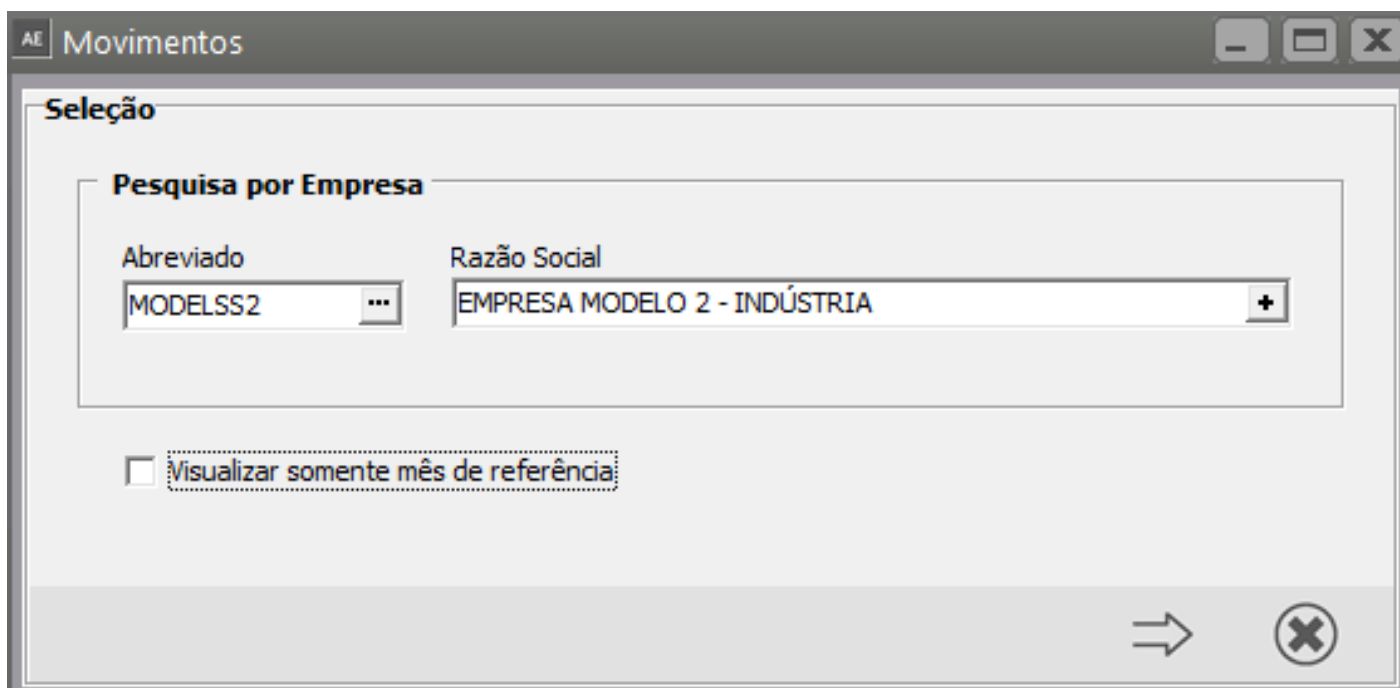 AE Movimentos
Seleção
Pesquisa por Empresa
Abreviado Razão Social
MODELSS2 ... EMPRESA MODELO 2 - INDÚSTRIA +
Visualizar somente mês de referência